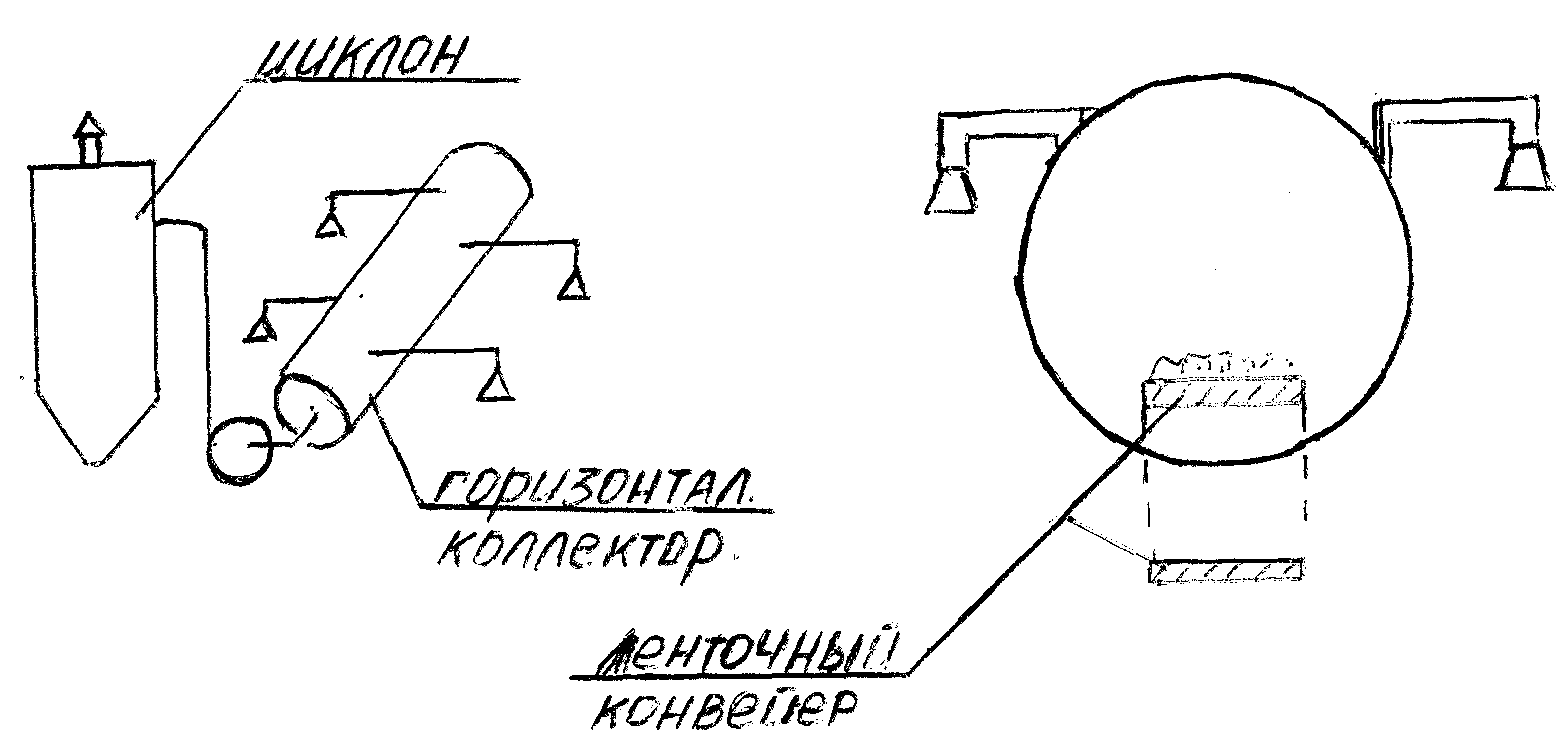 циклон
горизонтал.
коллектор.
ленточный
конвейер